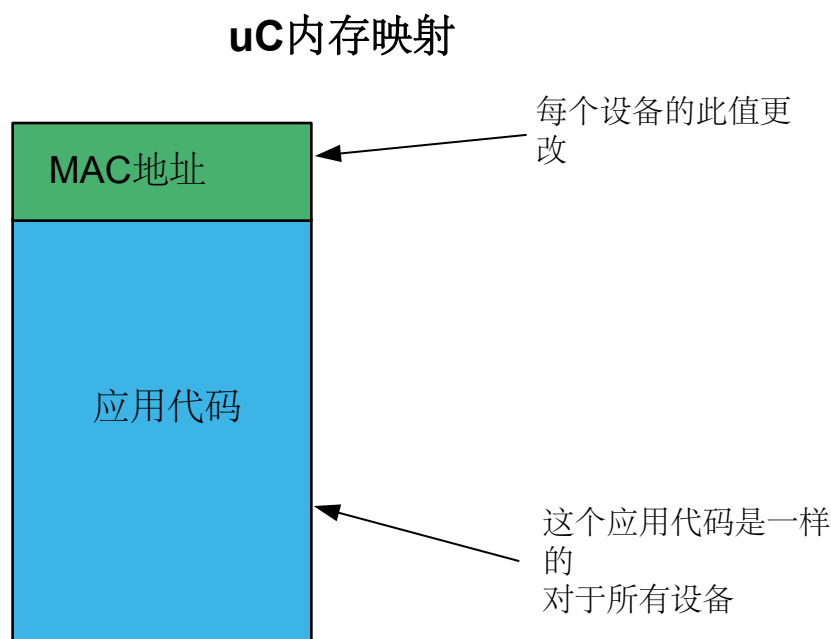 uC内存映射
每个设备的此值更
改
MAC地址
应用代码
这个应用代码是一样
的
对于所有设备